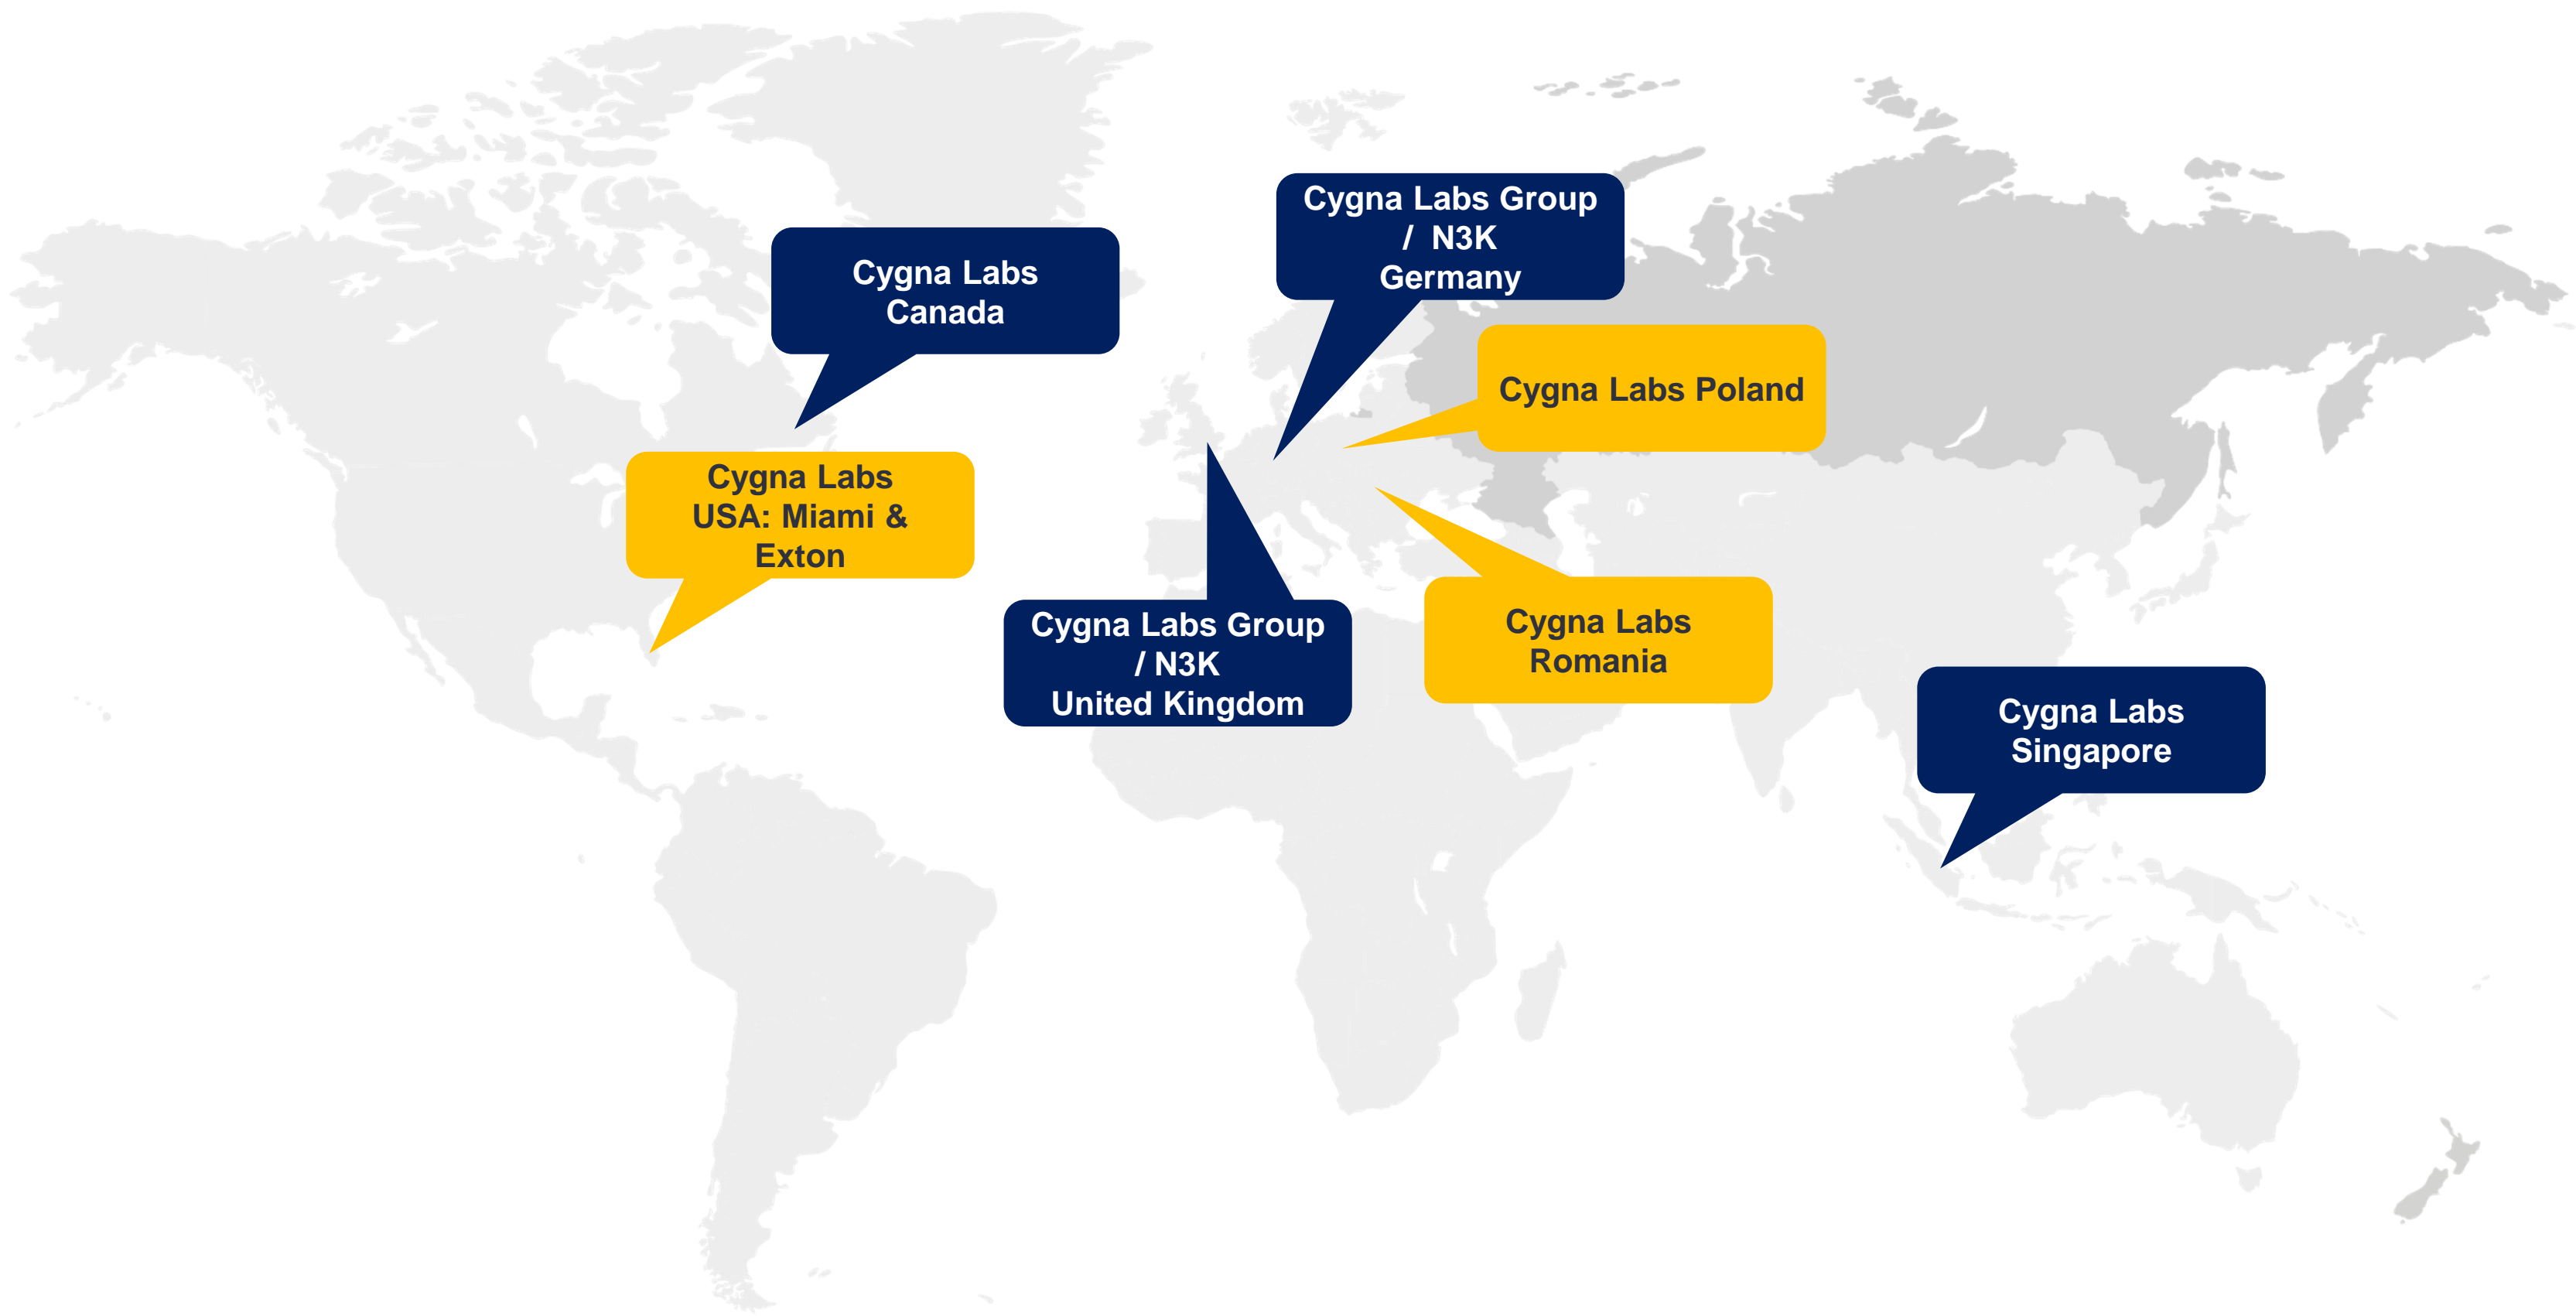 Cygna Labs Group
/ N3K
Germany
Cygna Labs
Canada
Cygna Labs Poland
Cygna Labs
USA: Miami &
Exton
Cygna Labs Group
/ N3K
United Kingdom
Cygna Labs
Romania
Cygna Labs
Singapore